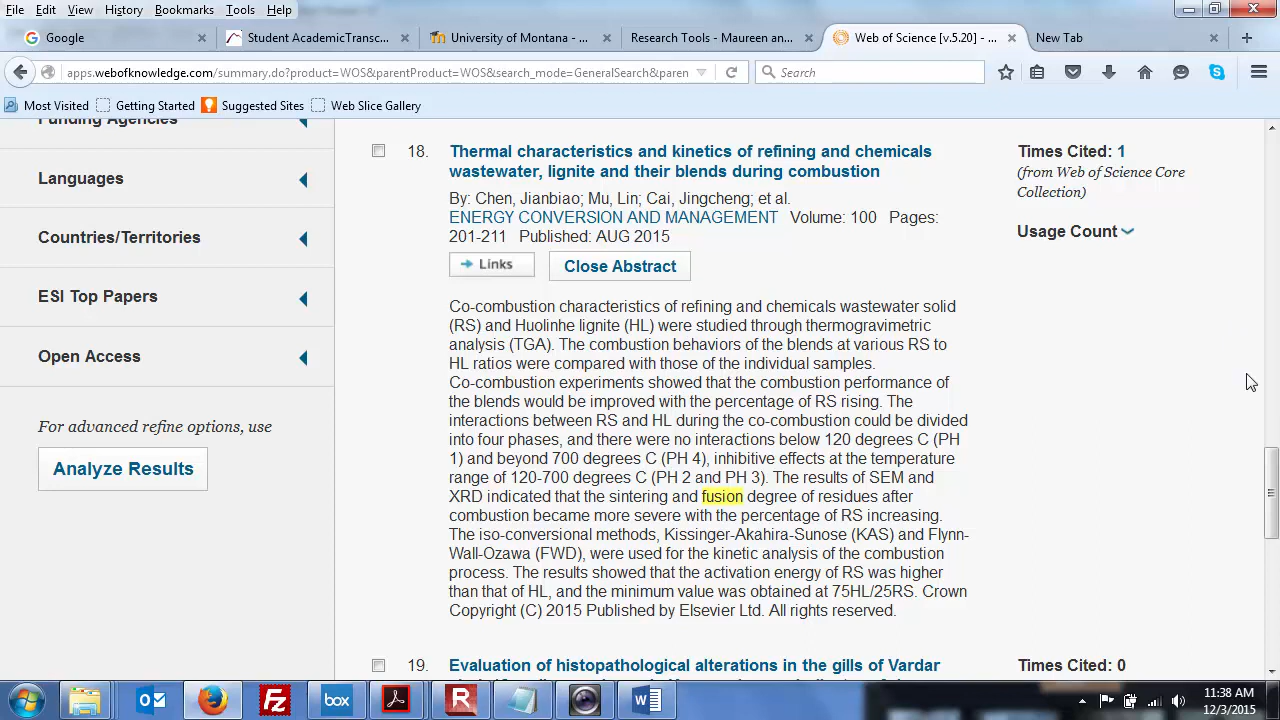 File Edit View History Bookmarks Tools Help
Google
Student AcademicTransc...
University of Montana - ...
Research Tools - Maureen an...
Web of Science [v.5.20] - ...
New Tab
apps.webofknowledge.com/summary.do?product=WOS&parentProduct=WOS&search_mode=GeneralSearch&paren
Search
Most Visited
Getting Started
Suggested Sites
Web Slice Gallery
Funding Agencies
Languages
Countries/Territories
ESI Top Papers
Open Access
For advanced refine options, use
Analyze Results
18. Thermal characteristics and kinetics of refining and chemicals
wastewater, lignite and their blends during combustion
By: Chen, Jianbiao; Mu, Lin; Cai, Jingcheng; et al.
ENERGY CONVERSION AND MANAGEMENT Volume: 100 Pages:
201-211 Published: AUG 2015
Links
Close Abstract
Co-combustion characteristics of refining and chemicals wastewater solid
(RS) and Huolinhe lignite (HL) were studied through thermogravimetric
analysis (TGA). The combustion behaviors of the blends at various RS to
HL ratios were compared with those of the individual samples.
Co-combustion experiments showed that the combustion performance of
the blends would be improved with the percentage of RS rising. The
interactions between RS and HL during the co-combustion could be divided
into four phases, and there were no interactions below 120 degrees C (PH
1) and beyond 700 degrees C (PH 4), inhibitive effects at the temperature
range of 120-700 degrees C (PH 2 and PH 3). The results of SEM and
XRD indicated that the sintering and fusion degree of residues after
combustion became more severe with the percentage of RS increasing.
The iso-conversional methods, Kissinger-Akahira-Sunose (KAS) and Flynn-
Wall-Ozawa (FWD), were used for the kinetic analysis of the combustion
process. The results showed that the activation energy of RS was higher
than that of HL, and the minimum value was obtained at 75HL/25RS. Crown
Copyright (C) 2015 Published by Elsevier Ltd. All rights reserved.
Times Cited: 1
(from Web of Science Core
Collection)
Usage Count
19. Evaluation of histopathological alterations in the gills of Vardar
Times Cited: 0
box
11:38 AM
12/3/2015